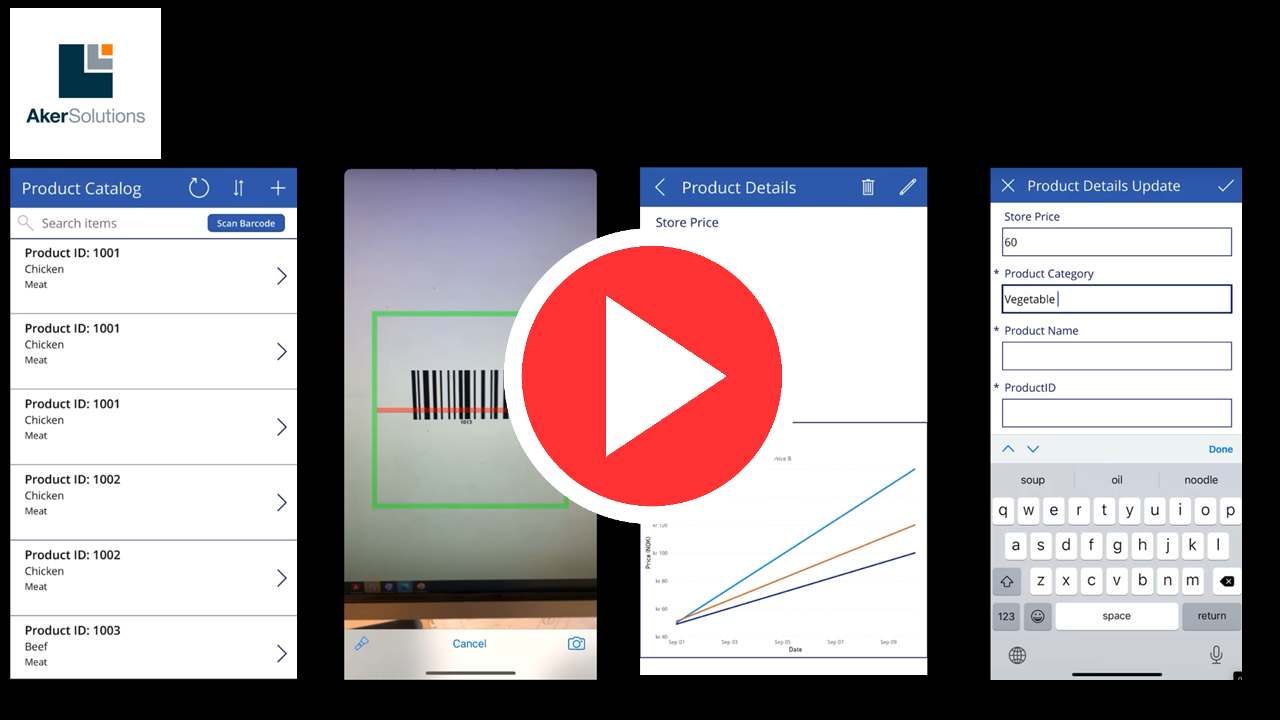 AkerSolutions
Product Catalog
Search items
Scan Barcode
Product ID: 1001
Chicken
Meat
Product ID: 1001
Chicken
Meat
Product ID: 1001
Chicken
Meat
Product ID: 1002
Chicken
Meat
Product ID: 1002
Chicken
Meat
Product ID: 1003
Beef
Meat
1013
Cancel
Product Details
Store Price
Price B
Price (NOK)
kr 120
kr 100
kr 80
kr 60
kr 40
Sep 01 Sep 03 Sep 05 Sep 07 Sep 09
Date
Product Details Update
Store Price
60
* Product Category
Vegetable
* Product Name
* ProductID
Done
soup oil noodle
q w e r t y u i o p
a s d f g h j k l
z x c v b n m
123 space return